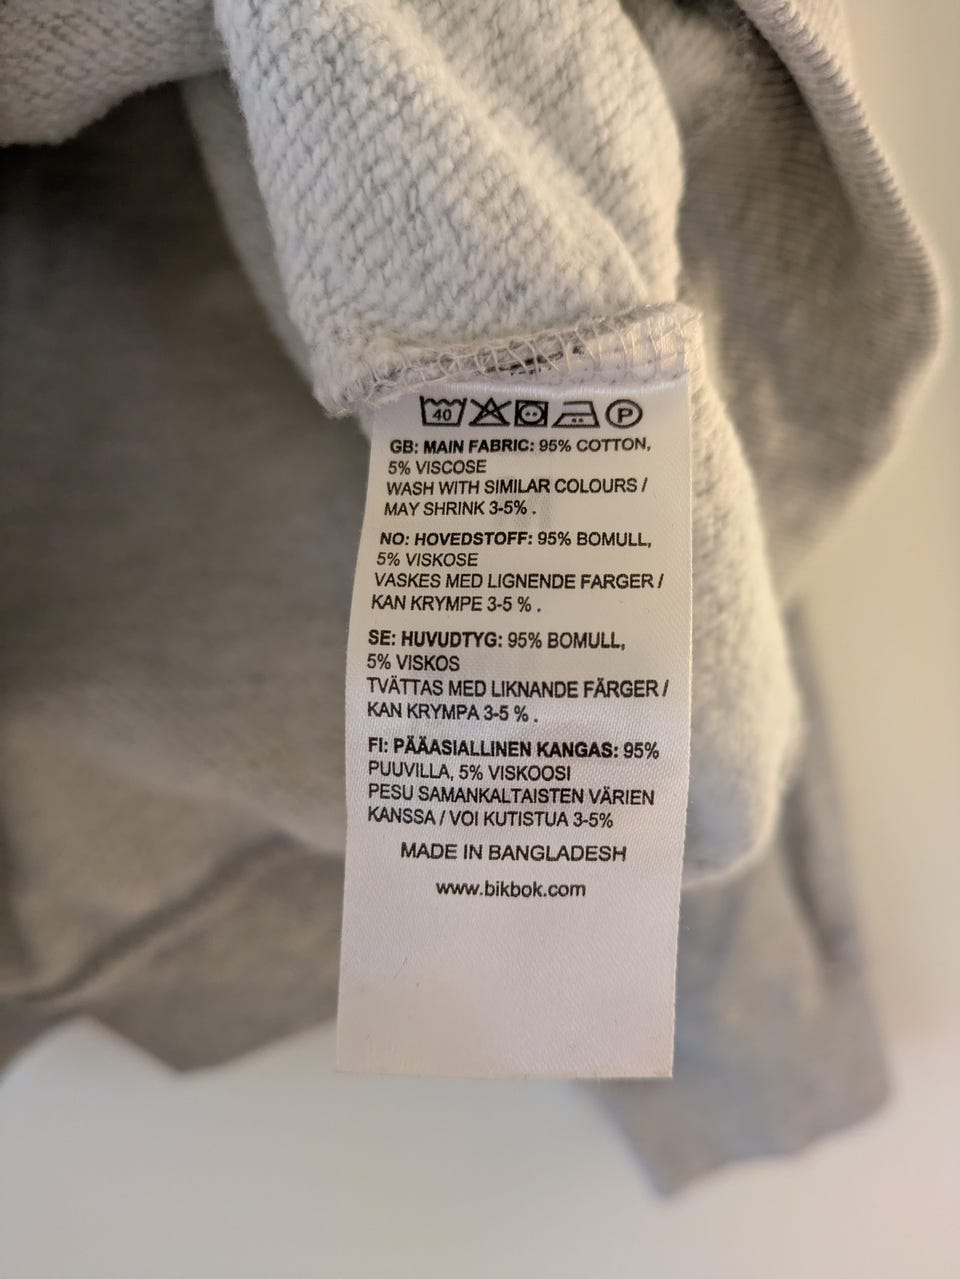 40 P
GB: MAIN FABRIC: 95% COTTON,
5% VISCOSE
WASH WITH SIMILAR COLOURS /
MAY SHRINK 3-5% .
NO: HOVEDSTOFF: 95% BOMULL,
5% VISKOSE
VASKES MED LIGNENDE FARGER /
KAN KRYMPE 3-5 % .
SE: HUVUDTYG: 95% BOMULL,
5% VISKOS
TVÄTTAS MED LIKNANDE FÄRGER /
KAN KRYMPA 3-5 % .
FI: PÄÄASIALLINEN KANGAS: 95%
PUUVILLA, 5% VISKOOSI
PESU SAMANKALTAISTEN VÄRIEN
KANSSA / VOI KUTISTUA 3-5%
MADE IN BANGLADESH
www.bikbok.com